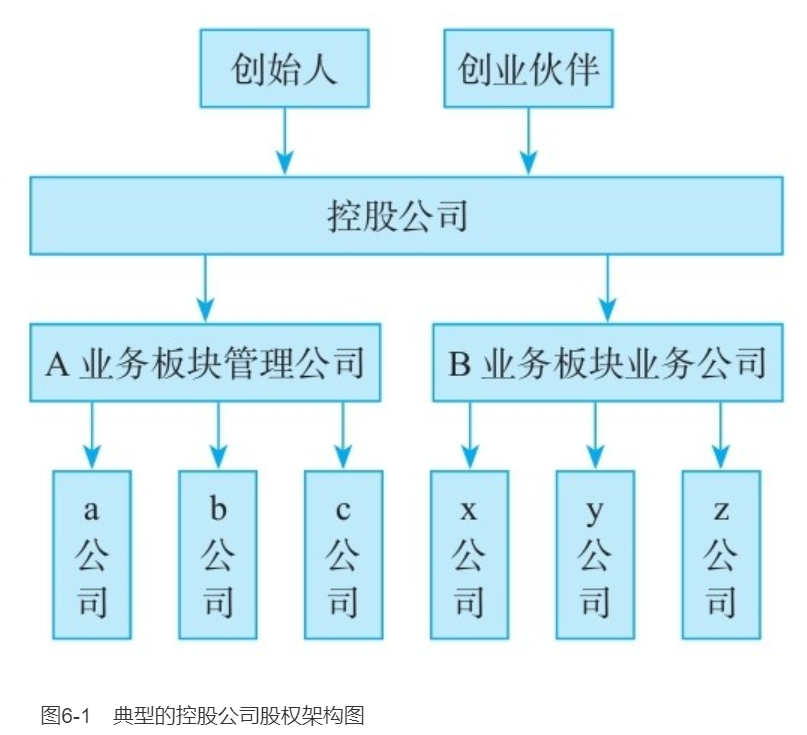 创始人
创业伙伴
控股公司
A 业务板块管理公司
B 业务板块业务公司
a
公
司
b
公
司
c
公
司
x
公
司
y
公
司
z
公
司
图6-1 典型的控股公司股权架构图